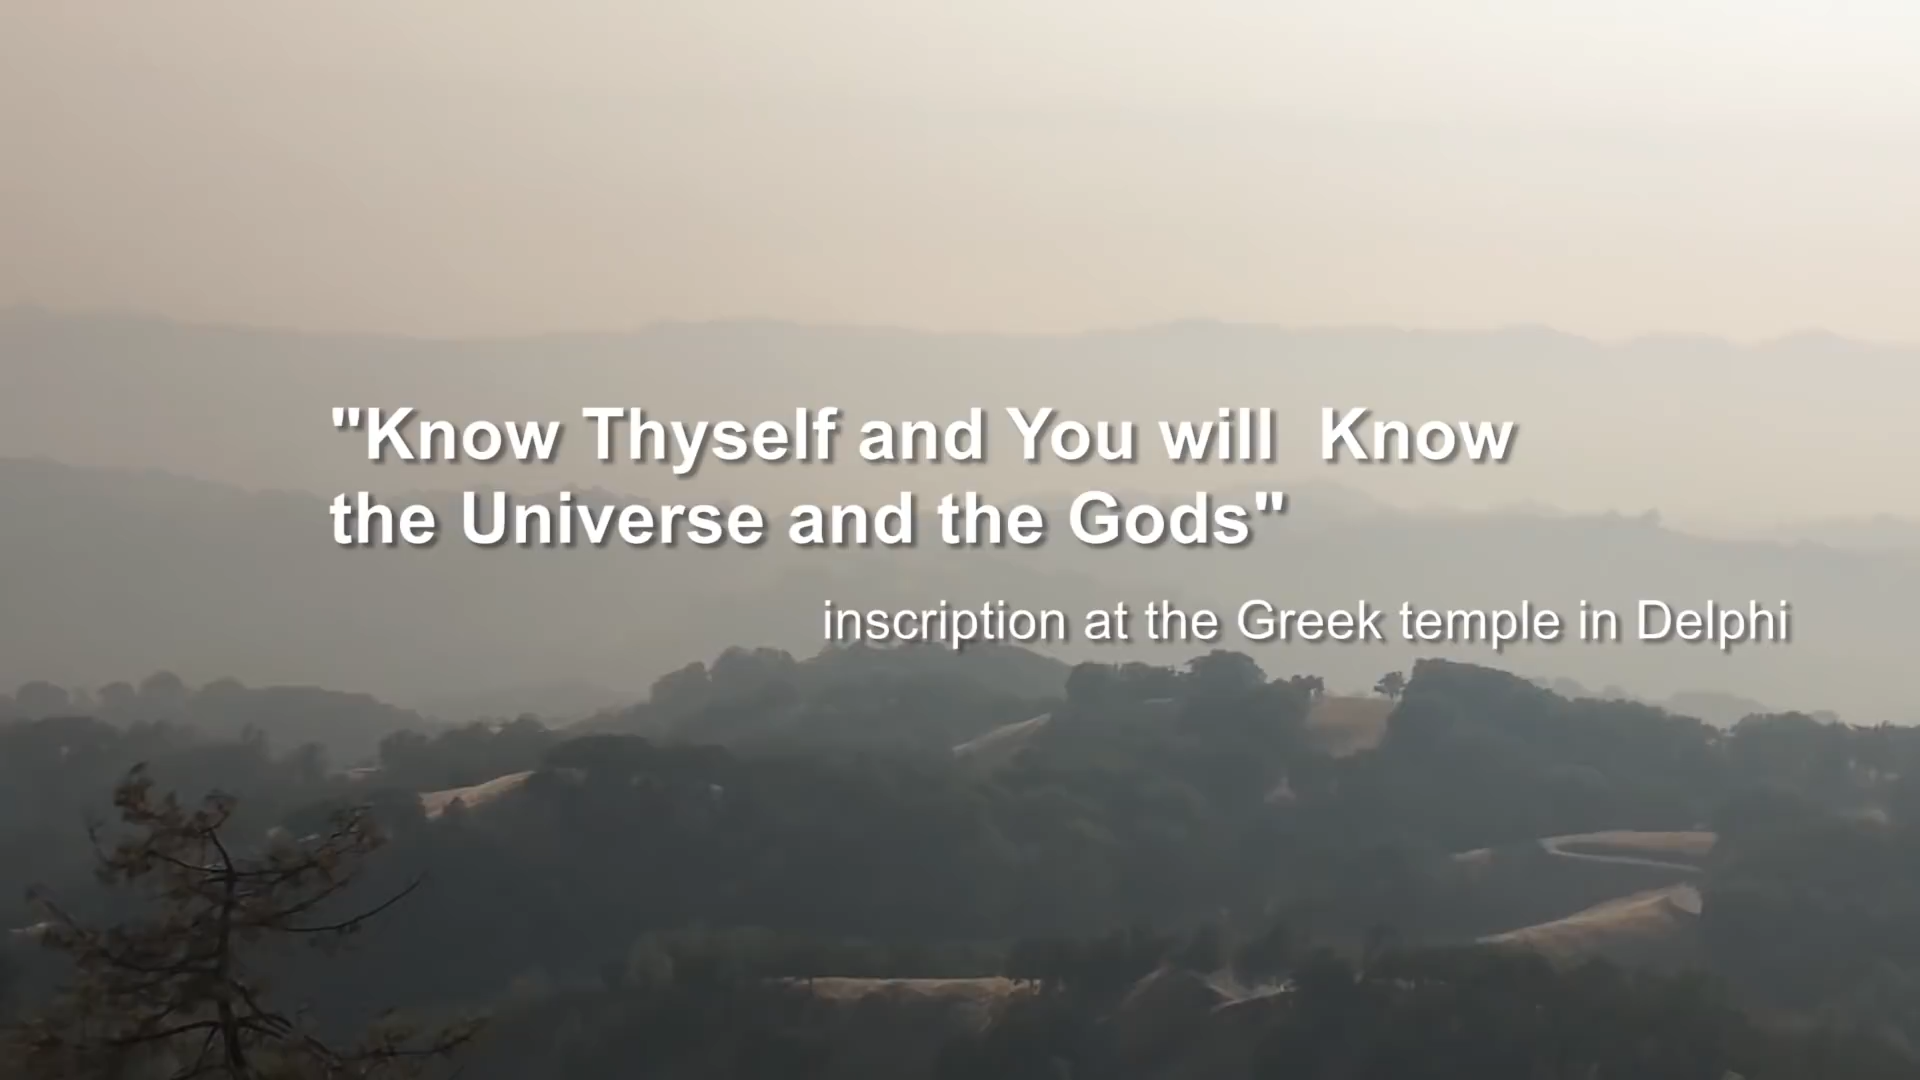 "Know Thyself and You will  Know
the Universe and the Gods"
inscription at the Greek temple in Delphi